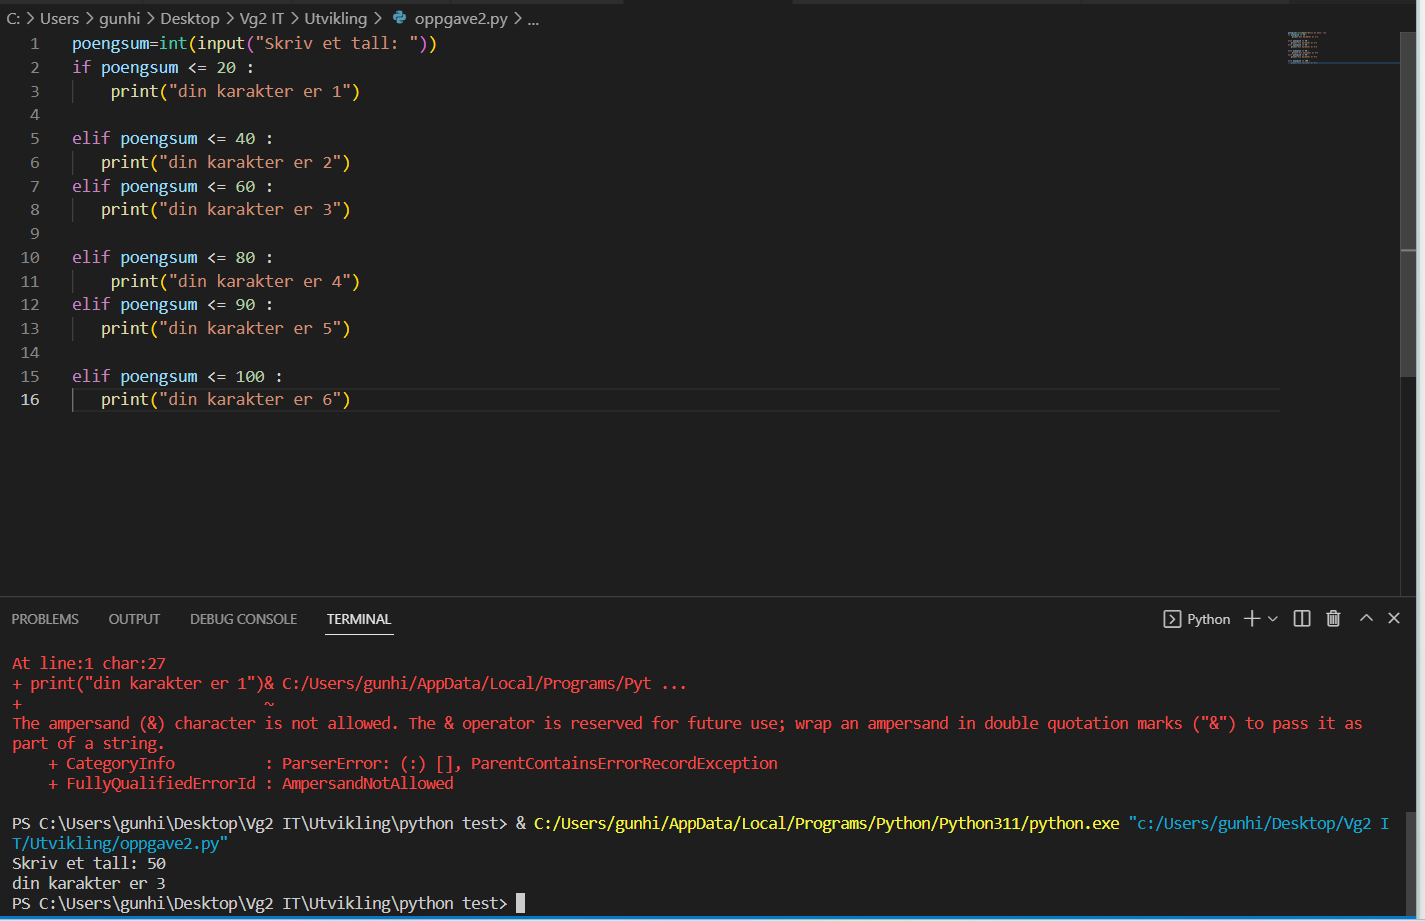 C: > Users > gunhi > Desktop > Vg2 IT > Utvikling > oppgave2.py > ...
1 poengsum=int(input("Skriv et tall: "))
2 if poengsum <= 20 :
3     print("din karakter er 1")
4
5 elif poengsum <= 40 :
6    print("din karakter er 2")
7 elif poengsum <= 60 :
8    print("din karakter er 3")
9
10 elif poengsum <= 80 :
11     print("din karakter er 4")
12 elif poengsum <= 90 :
13    print("din karakter er 5")
14
15 elif poengsum <= 100 :
16    print("din karakter er 6")
PROBLEMS OUTPUT DEBUG CONSOLE TERMINAL Python
At line:1 char:27
+ print("din karakter er 1")& C:/Users/gunhi/AppData/Local/Programs/Pyt ...
+                           ~
The ampersand (&) character is not allowed. The & operator is reserved for future use; wrap an ampersand in double quotation marks ("&") to pass it as
part of a string.
    + CategoryInfo          : ParserError: (:) [], ParentContainsErrorRecordException
    + FullyQualifiedErrorId : AmpersandNotAllowed
PS C:\Users\gunhi\Desktop\Vg2 IT\Utvikling\python test> & C:/Users/gunhi/AppData/Local/Programs/Python/Python311/python.exe "c:/Users/gunhi/Desktop/Vg2 I
T/Utvikling/oppgave2.py"
Skriv et tall: 50
din karakter er 3
PS C:\Users\gunhi\Desktop\Vg2 IT\Utvikling\python test>